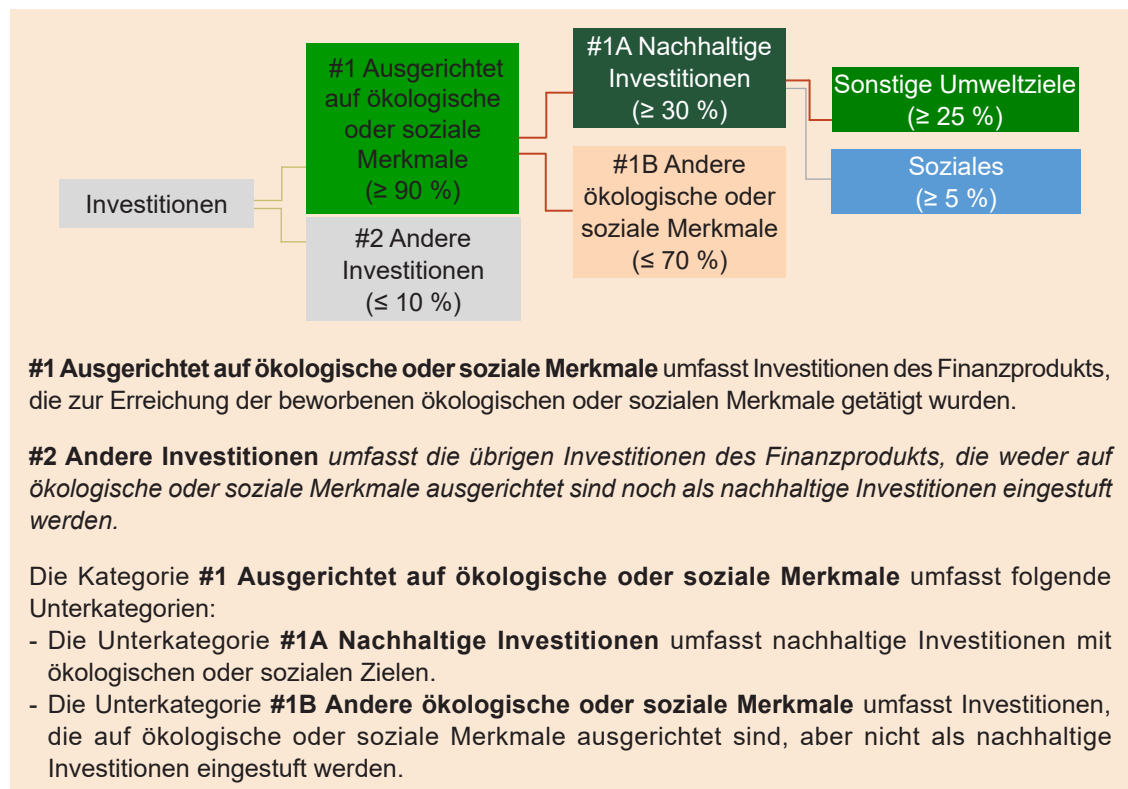 Investitionen
#1 Ausgerichtet
auf ökologische
oder soziale
Merkmale
(≥ 90 %)
#2 Andere
Investitionen
(≤ 10 %)
#1A Nachhaltige
Investitionen
(≥ 30 %)
#1B Andere
ökologische oder
soziale Merkmale
(≤ 70 %)
Sonstige Umweltziele
(≥ 25 %)
Soziales
(≥ 5 %)
#1 Ausgerichtet auf ökologische oder soziale Merkmale umfasst Investitionen des Finanzprodukts,
die zur Erreichung der beworbenen ökologischen oder sozialen Merkmale getätigt wurden.
#2 Andere Investitionen umfasst die übrigen Investitionen des Finanzprodukts, die weder auf
ökologische oder soziale Merkmale ausgerichtet sind noch als nachhaltige Investitionen eingestuft
werden.
Die Kategorie #1 Ausgerichtet auf ökologische oder soziale Merkmale umfasst folgende
Unterkategorien:
- Die Unterkategorie #1A Nachhaltige Investitionen umfasst nachhaltige Investitionen mit
ökologischen oder sozialen Zielen.
- Die Unterkategorie #1B Andere ökologische oder soziale Merkmale umfasst Investitionen,
die auf ökologische oder soziale Merkmale ausgerichtet sind, aber nicht als nachhaltige
Investitionen eingestuft werden.